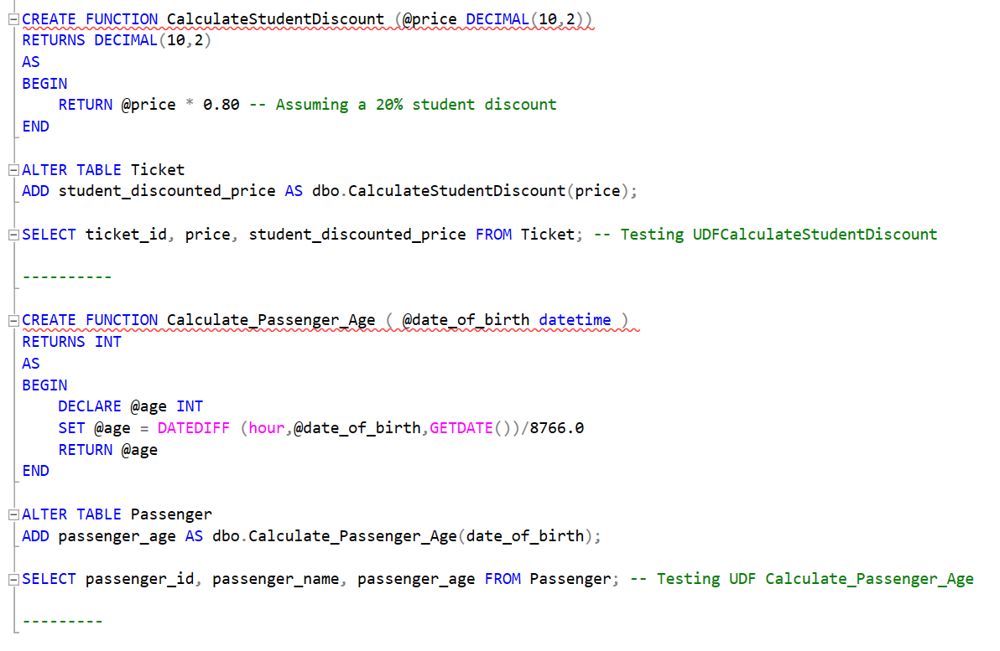 CREATE FUNCTION CalculateStudentDiscount (@price DECIMAL(10,2))
RETURNS DECIMAL(10,2)
AS
BEGIN
    RETURN @price * 0.80 -- Assuming a 20% student discount
END
ALTER TABLE Ticket
ADD student_discounted_price AS dbo.CalculateStudentDiscount(price);
SELECT ticket_id, price, student_discounted_price FROM Ticket; -- Testing UDFCalculateStudentDiscount
----------
CREATE FUNCTION Calculate_Passenger_Age ( @date_of_birth datetime )
RETURNS INT
AS
BEGIN
    DECLARE @age INT
    SET @age = DATEDIFF (hour,@date_of_birth,GETDATE())/8766.0
    RETURN @age
END
ALTER TABLE Passenger
ADD passenger_age AS dbo.Calculate_Passenger_Age(date_of_birth);
SELECT passenger_id, passenger_name, passenger_age FROM Passenger; -- Testing UDF Calculate_Passenger_Age
---------